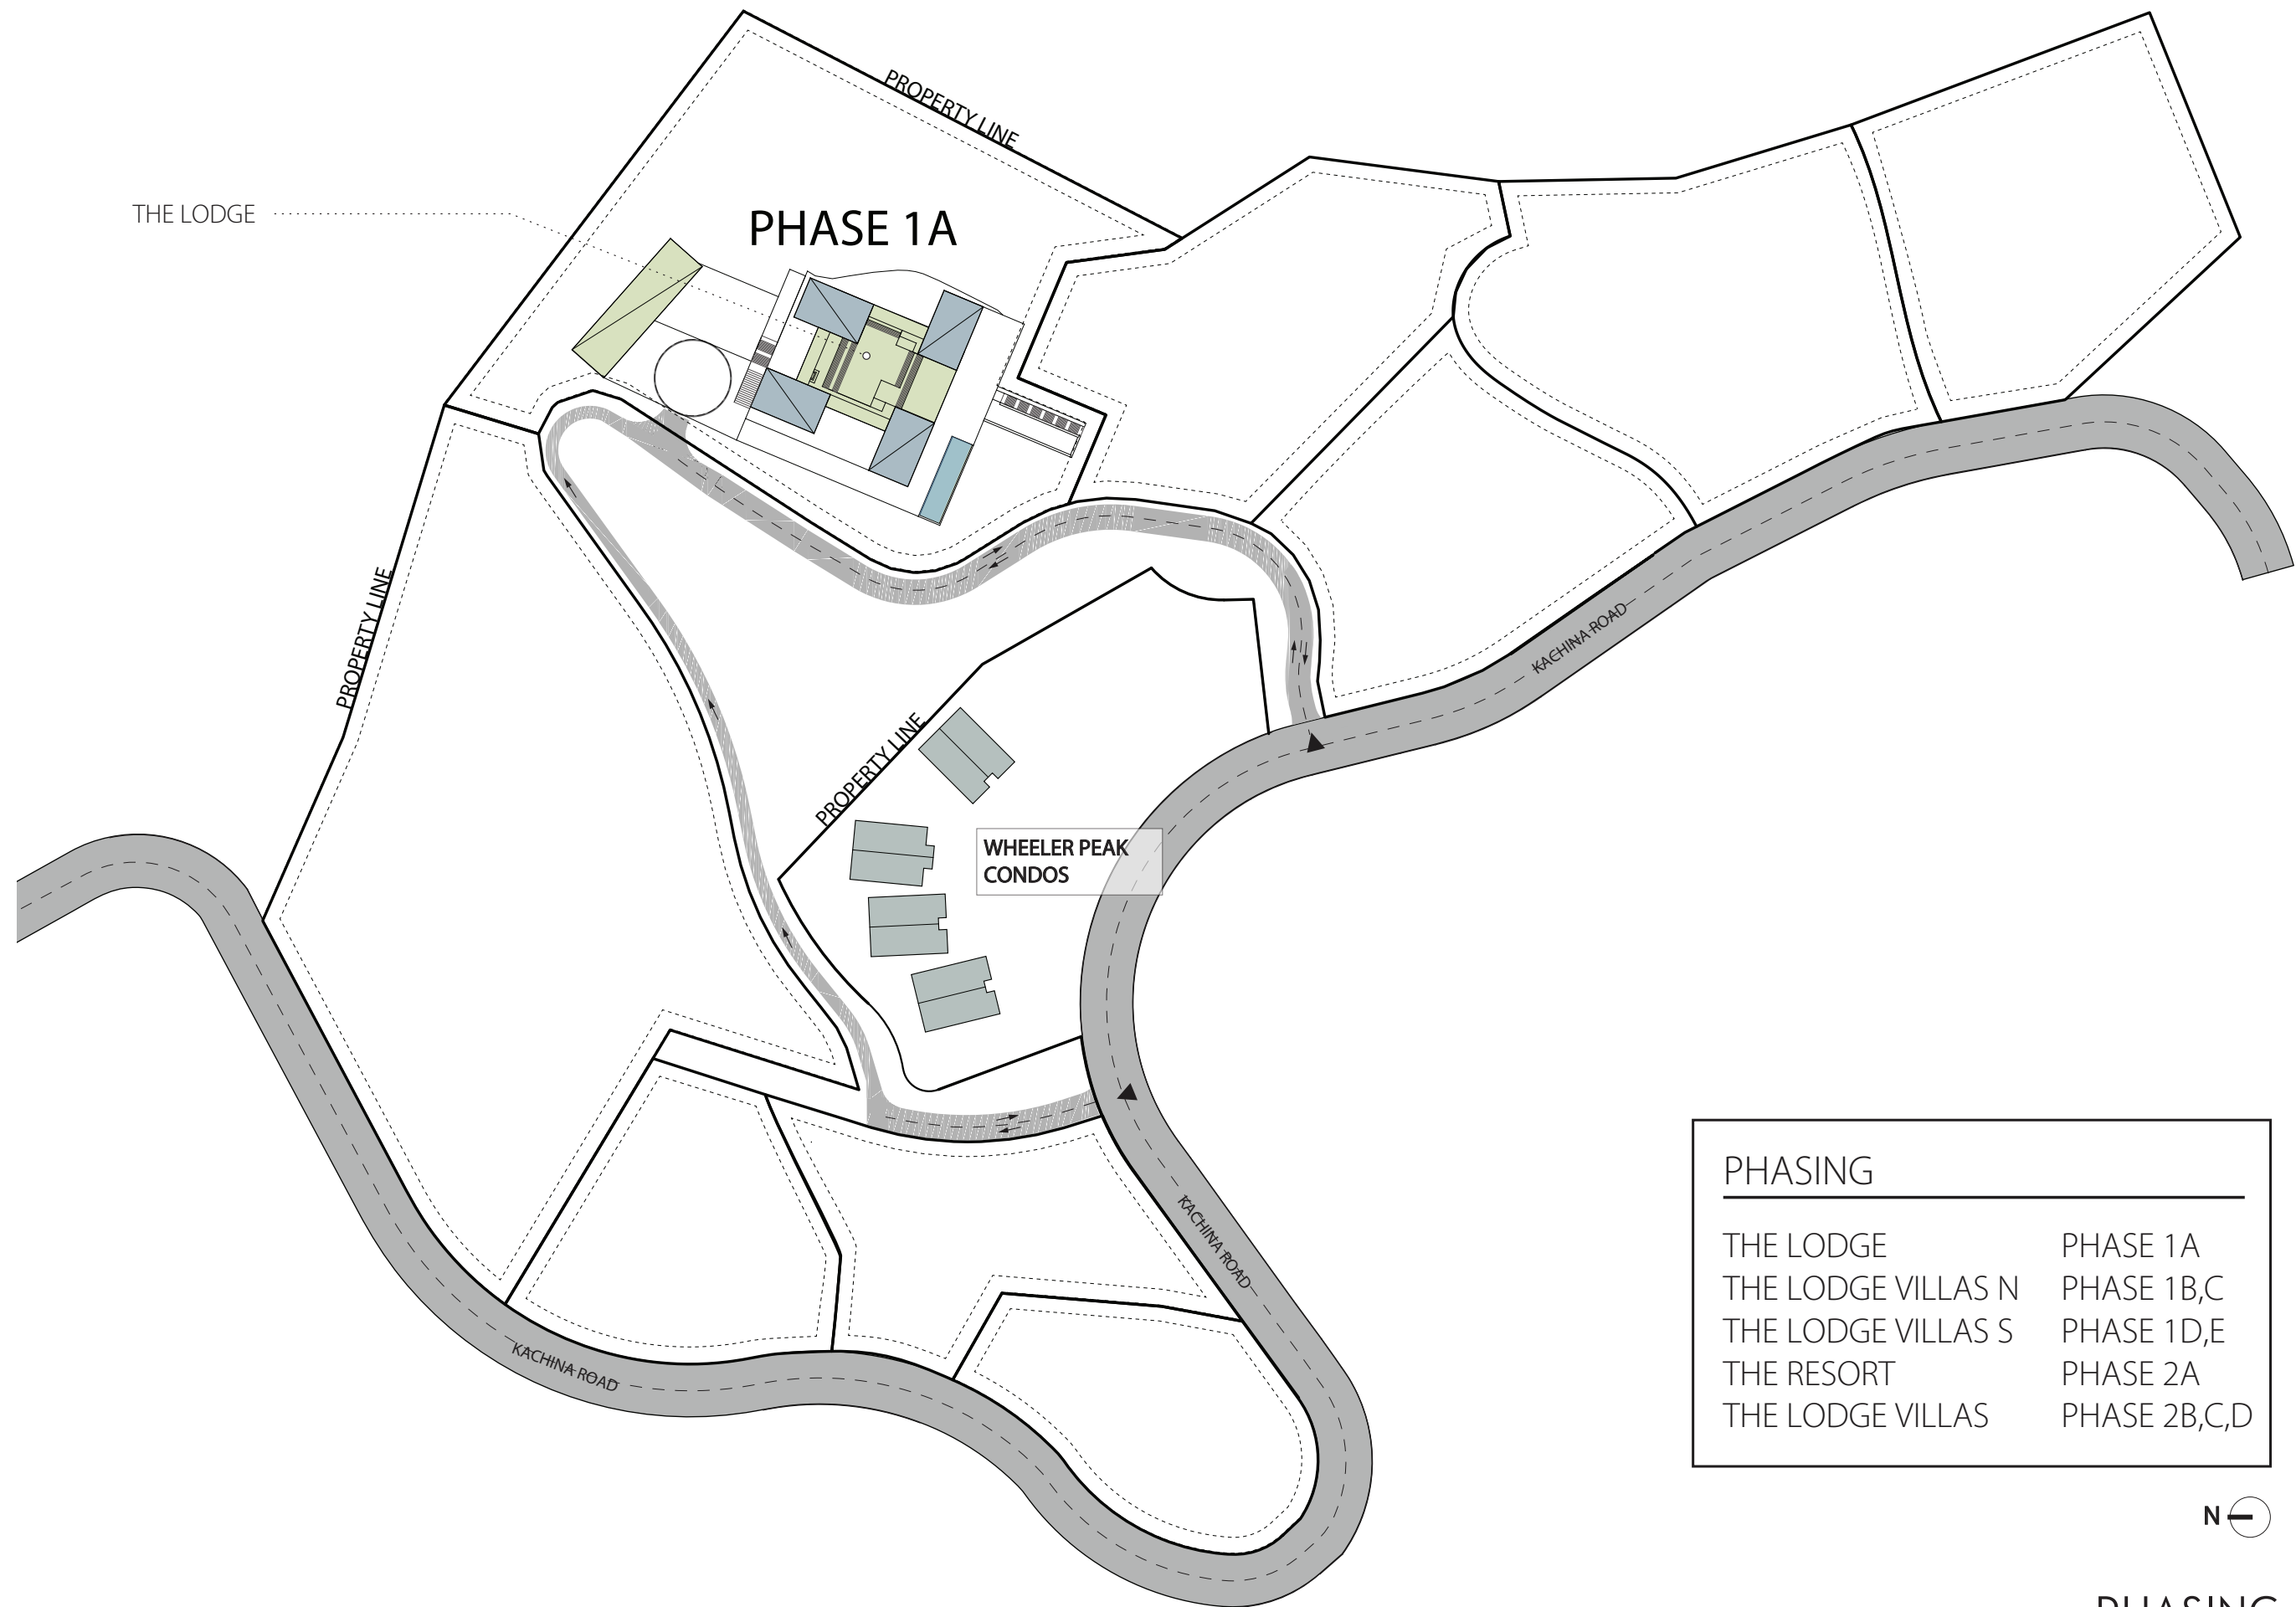 PROPERTY LINE
THE LODGE
PHASE 1A
PROPERTY LINE
KACHINA ROAD
PROPERTY LINE
WHEELER PEAK
CONDOS
KACHINA ROAD
KACHINA ROAD
PHASING
THE LODGE PHASE 1A
THE LODGE VILLAS N PHASE 1B,C
THE LODGE VILLAS S PHASE 1D,E
THE RESORT PHASE 2A
THE LODGE VILLAS PHASE 2B,C,D
N
PHASING